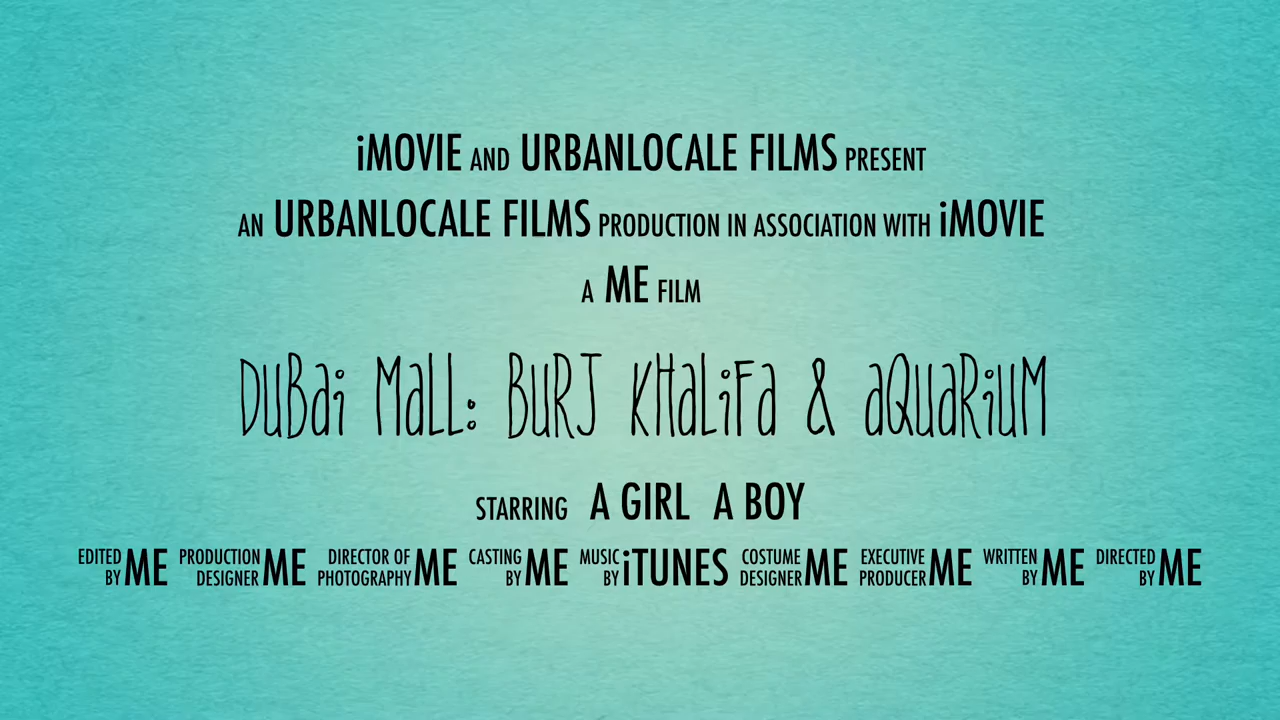 iMOVIE AND URBANLOCALE FILMS PRESENT
AN URBANLOCALE FILMS PRODUCTION IN ASSOCIATION WITH iMOVIE
A ME FILM
DUBai MaLL: BURJ KHaLiFa & aQUaRiUM
STARRING A GIRL A BOY
EDITED BY ME PRODUCTION DESIGNER ME DIRECTOR OF PHOTOGRAPHY ME CASTING BY ME MUSIC BY iTUNES COSTUME DESIGNER ME EXECUTIVE PRODUCER ME WRITTEN BY ME DIRECTED BY ME